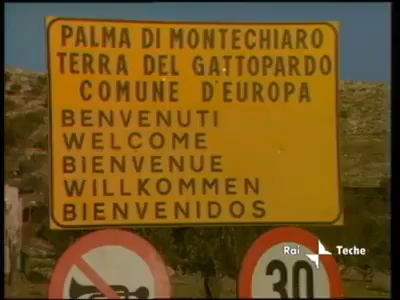 PALMA DI MONTECHIARO
TERRA DEL GATTOPARDO
COMUNE D'EUROPA
BENVENUTI
WELCOME
BIENVENUE
WILLKOMMEN
BIENVENIDOS
Rai Teche
30